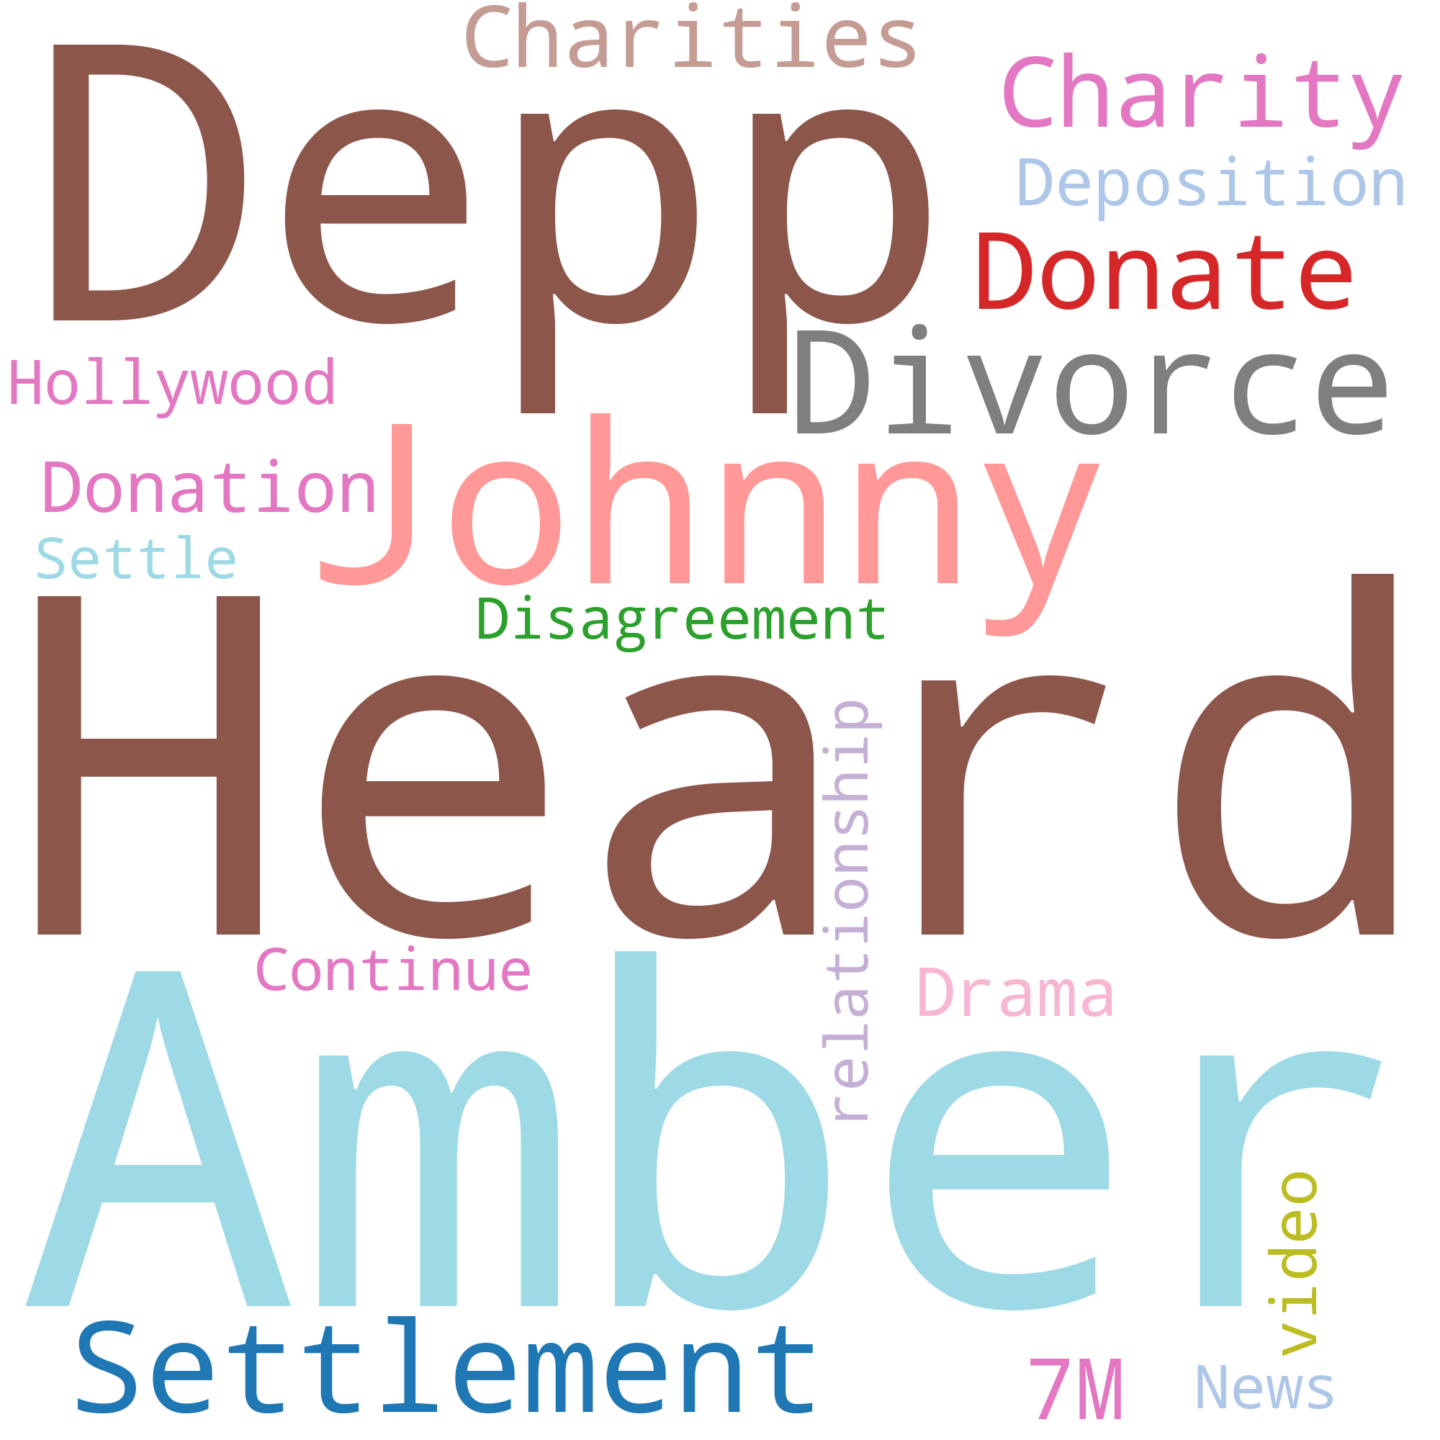 Charities
Depp
Charity
Deposition
Donate
Divorce
Hollywood
Johnny
Donation
Settle
Disagreement
Heard
relationship
Continue
Drama
Amber
video
Settlement
7M
News